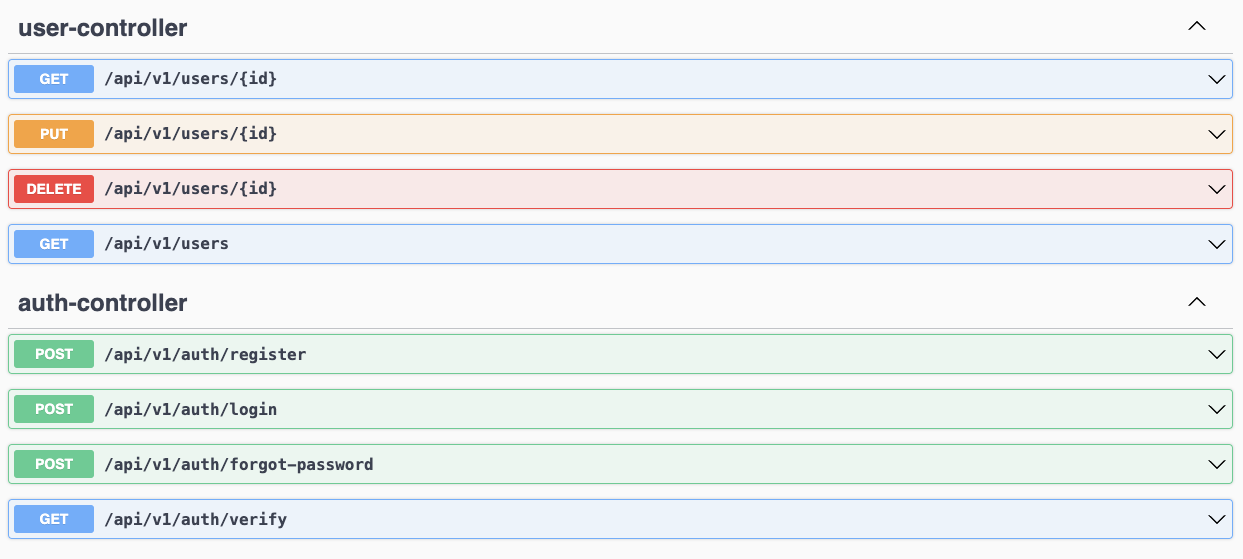 user-controller
GET /api/v1/users/{id}
PUT /api/v1/users/{id}
DELETE /api/v1/users/{id}
GET /api/v1/users
auth-controller
POST /api/v1/auth/register
POST /api/v1/auth/login
POST /api/v1/auth/forgot-password
GET /api/v1/auth/verify